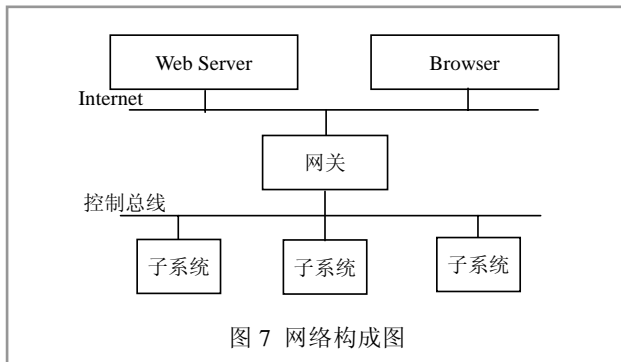 Web Server
Browser
Internet
网关
控制总线
子系统
子系统
子系统
图 7 网络构成图